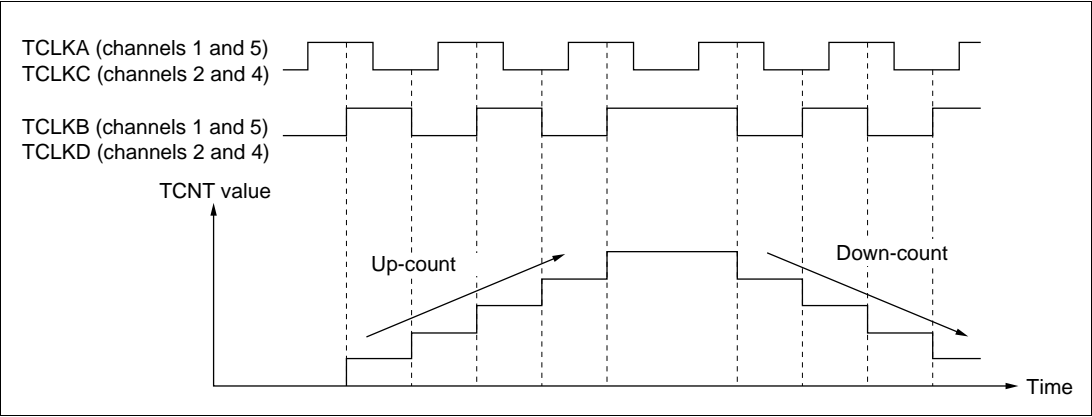 TCLKA (channels 1 and 5)
TCLKC (channels 2 and 4)
TCLKB (channels 1 and 5)
TCLKD (channels 2 and 4)
TCNT value
Up-count
Down-count
Time